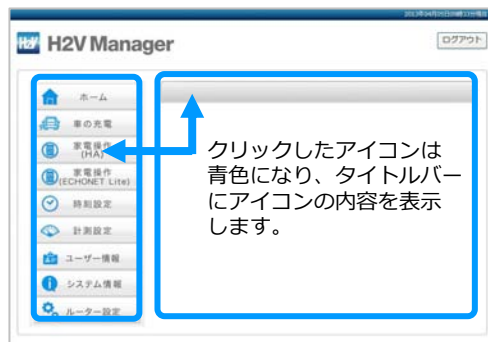 H2V Manager
ログアウト
ホーム
車の充電
家電操作
(HA)
家電操作
(ECHONET Lite)
時刻設定
計測設定
ユーザー情報
システム情報
ルーター設定
クリックしたアイコンは
青色になり、タイトルバー
にアイコンの内容を表示
します。